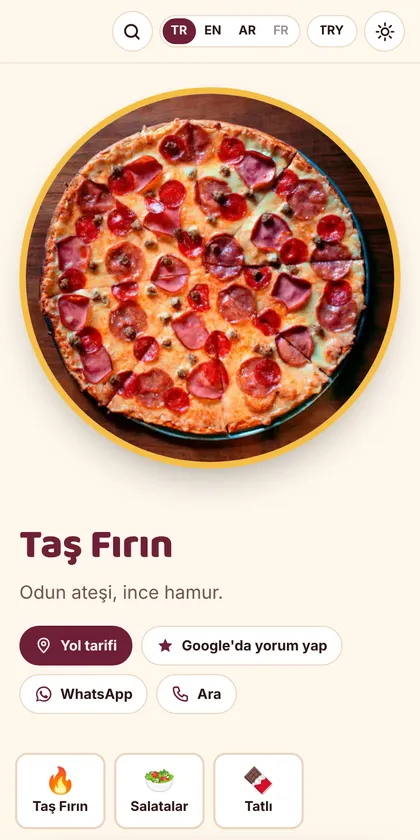 TR EN AR FR TRY
Taş Fırın
Odun ateşi, ince hamur.
Yol tarifi Google'da yorum yap
WhatsApp Ara
Taş Fırın Salatalar Tatlı